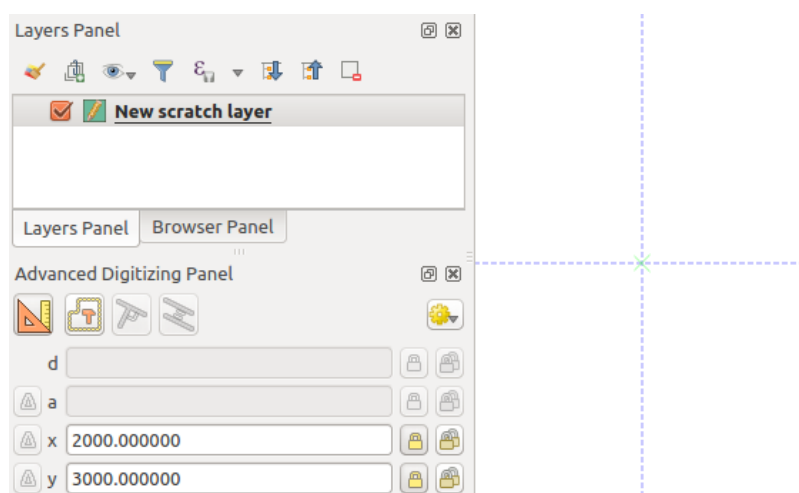 Layers Panel
New scratch layer
Layers Panel Browser Panel
Advanced Digitizing Panel
d
a
x 2000.000000
y 3000.000000